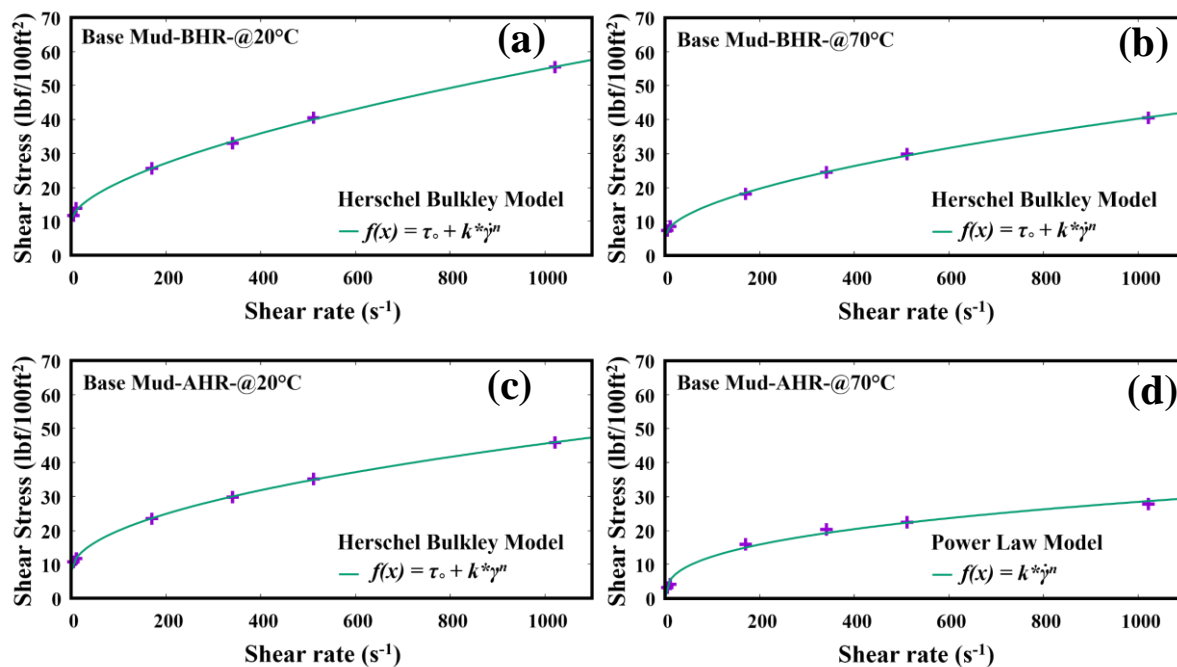 Base Mud-BHR-@20°C
(a)
Shear Stress (lbf/100ft²)
70
60
50
40
30
20
10
0
Herschel Bulkley Model
f(x) = τ₀ + k*γ̇ⁿ
0 200 400 600 800 1000
Shear rate (s⁻¹)
Base Mud-BHR-@70°C
(b)
Shear Stress (lbf/100ft²)
70
60
50
40
30
20
10
0
Herschel Bulkley Model
f(x) = τ₀ + k*γ̇ⁿ
0 200 400 600 800 1000
Shear rate (s⁻¹)
Base Mud-AHR-@20°C
(c)
Shear Stress (lbf/100ft²)
70
60
50
40
30
20
10
0
Herschel Bulkley Model
f(x) = τ₀ + k*γⁿ
0 200 400 600 800 1000
Shear rate (s⁻¹)
Base Mud-AHR-@70°C
(d)
Shear Stress (lbf/100ft²)
70
60
50
40
30
20
10
0
Power Law Model
f(x) = k*γ̇ⁿ
0 200 400 600 800 1000
Shear rate (s⁻¹)